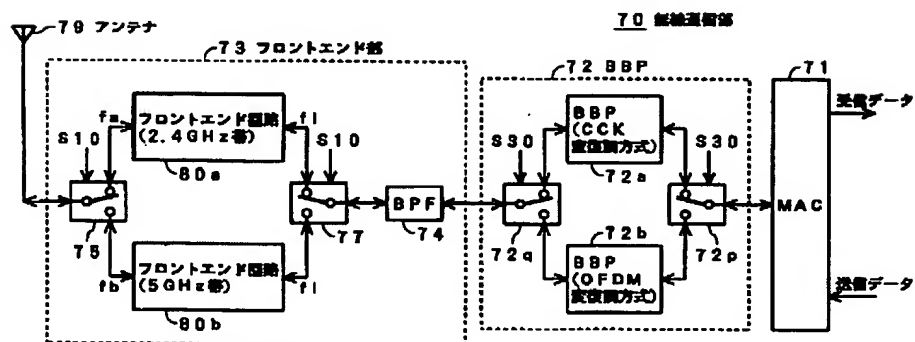 79 アンテナ
70 無線通信部
73 フロントエンド部
72 BBP
71
fa
フロントエンド回路
(2.4GHz帯)
fi
S10
S10
80a
75
77
BPF
74
fb
フロントエンド回路
(5GHz帯)
fi
80b
BBP
(CCK
変復調方式)
72a
S30
S30
72q
72p
72b
BBP
(OFDM
変復調方式)
MAC
受信データ
送信データ